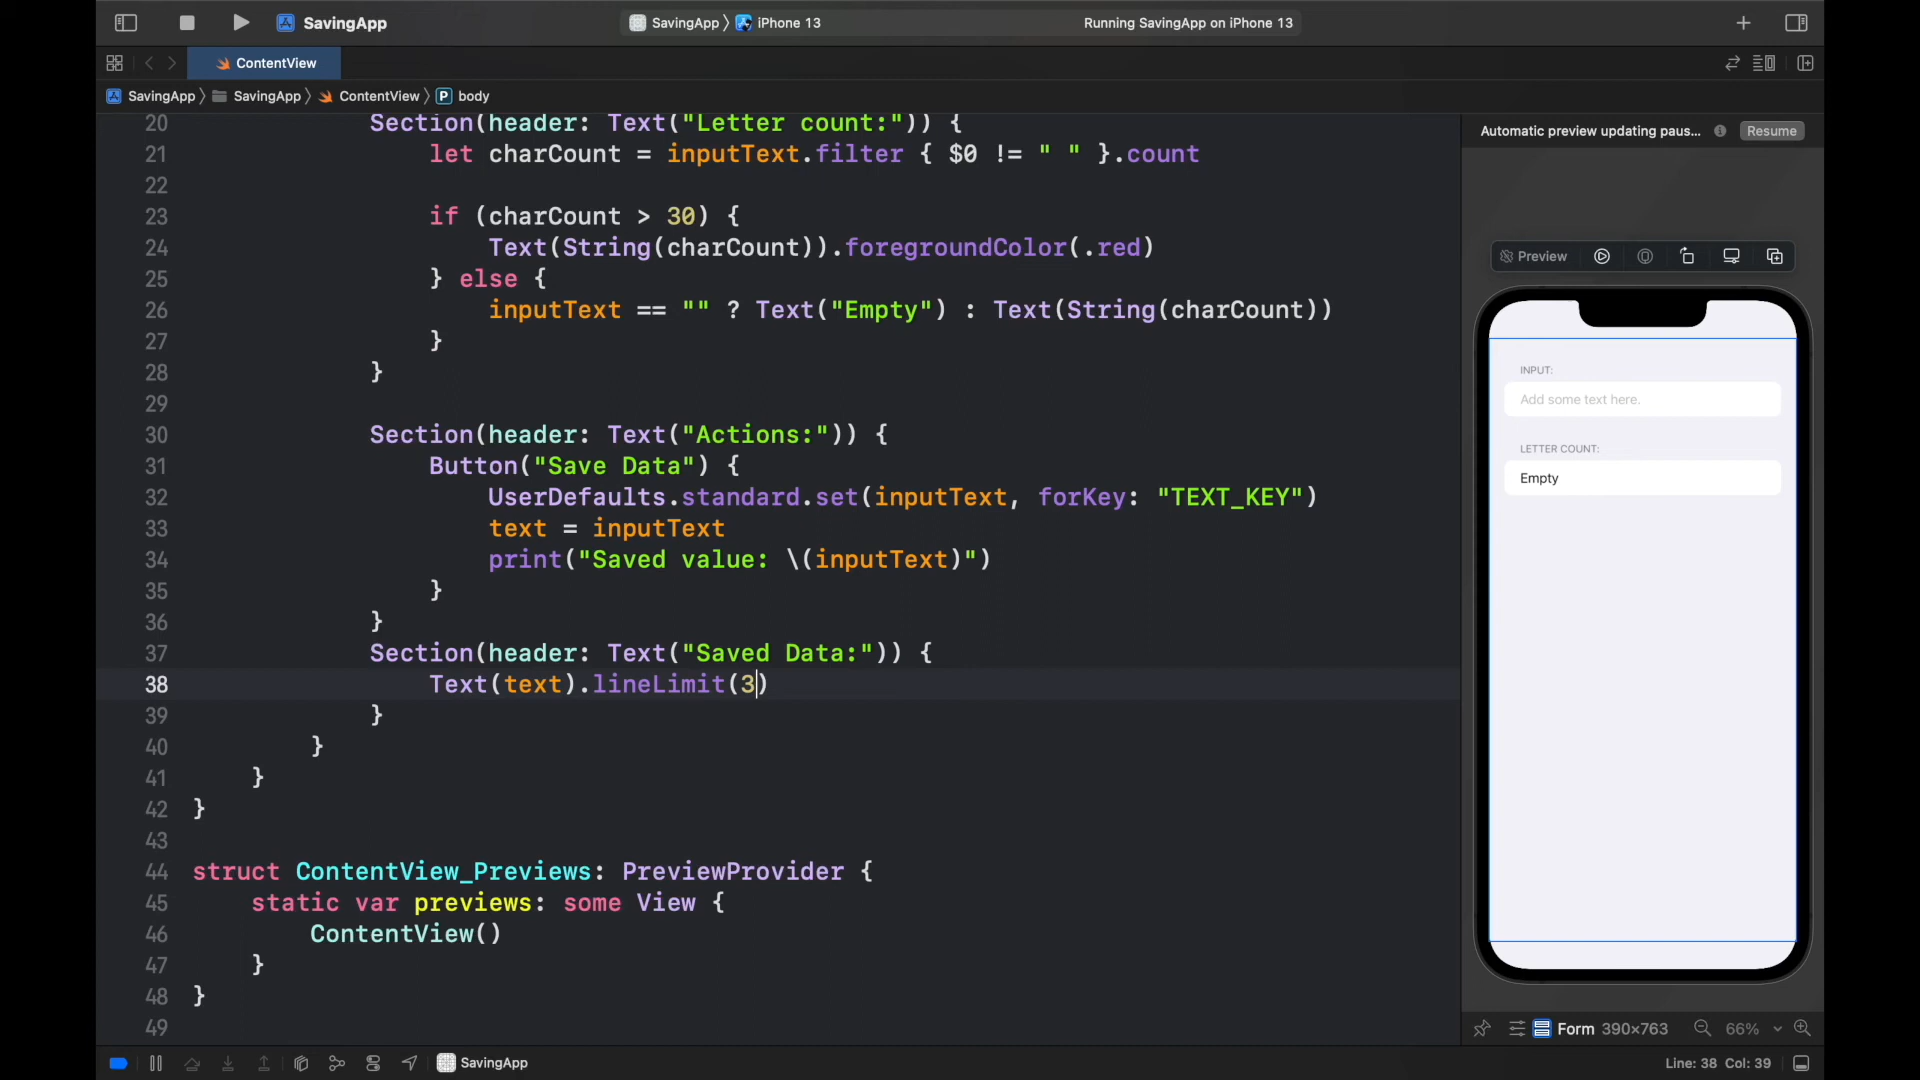 SavingApp
SavingApp 〉 iPhone 13
Running SavingApp on iPhone 13
ContentView
SavingApp 〉 SavingApp 〉 ContentView 〉 P body
20 Section(header: Text("Letter count:")) {
21 let charCount = inputText.filter { $0 != " " }.count
22
23 if (charCount > 30) {
24 Text(String(charCount)).foregroundColor(.red)
25 } else {
26 inputText == "" ? Text("Empty") : Text(String(charCount))
27 }
28 }
29
30 Section(header: Text("Actions:")) {
31 Button("Save Data") {
32 UserDefaults.standard.set(inputText, forKey: "TEXT_KEY")
33 text = inputText
34 print("Saved value: \(inputText)")
35 }
36 }
37 Section(header: Text("Saved Data:")) {
38 Text(text).lineLimit(3)
39 }
40 }
41 }
42 }
43
44 struct ContentView_Previews: PreviewProvider {
45 static var previews: some View {
46 ContentView()
47 }
48 }
49
Automatic preview updating paus...
Resume
Preview
INPUT:
Add some text here.
LETTER COUNT:
Empty
Form 390×763
66%
SavingApp
Line: 38 Col: 39